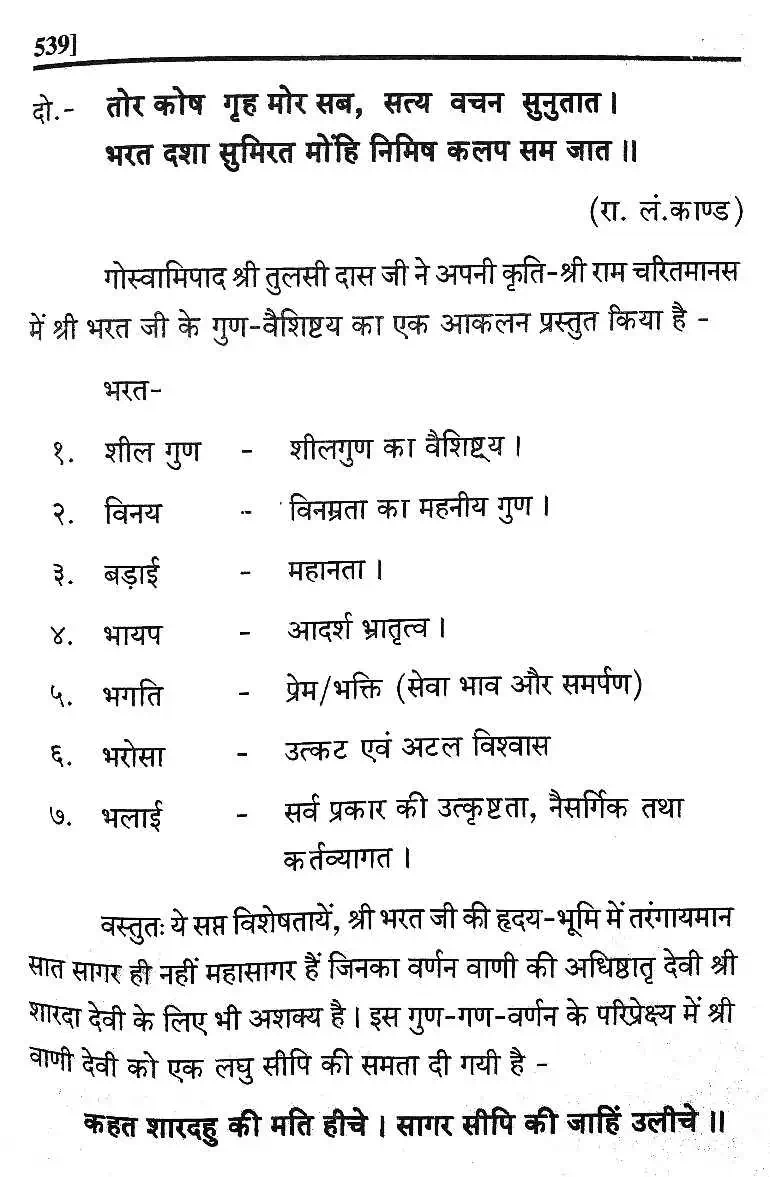 539]
दो.- तोर कोष गृह मोर सब, सत्य वचन सुनुतात ।
भरत दशा सुमिरत मोंहि निमिष कलप सम जात ॥
(रा. लं.काण्ड)
गोस्वामिपाद श्री तुलसी दास जी ने अपनी कृति-श्री राम चरितमानस
में श्री भरत जी के गुण-वैशिष्टय का एक आकलन प्रस्तुत किया है -
भरत-
१. शील गुण - शीलगुण का वैशिष्ट्य ।
२. विनय - विनम्रता का महनीय गुण ।
३. बड़ाई - महानता ।
४. भायप - आदर्श भ्रातृत्व ।
५. भगति - प्रेम/भक्ति (सेवा भाव और समर्पण)
६. भरोसा - उत्कट एवं अटल विश्वास
७. भलाई - सर्व प्रकार की उत्कृष्टता, नैसर्गिक तथा
कर्तव्यागत ।
वस्तुतः ये सप्त विशेषतायें, श्री भरत जी की हृदय-भूमि में तरंगायमान
सात सागर ही नहीं महासागर हैं जिनका वर्णन वाणी की अधिष्ठातृ देवी श्री
शारदा देवी के लिए भी अशक्य है । इस गुण-गण-वर्णन के परिप्रेक्ष्य में श्री
वाणी देवी को एक लघु सीपि की समता दी गयी है -
कहत शारदहु की मति हीचे । सागर सीपि की जाहिं उलीचे ॥